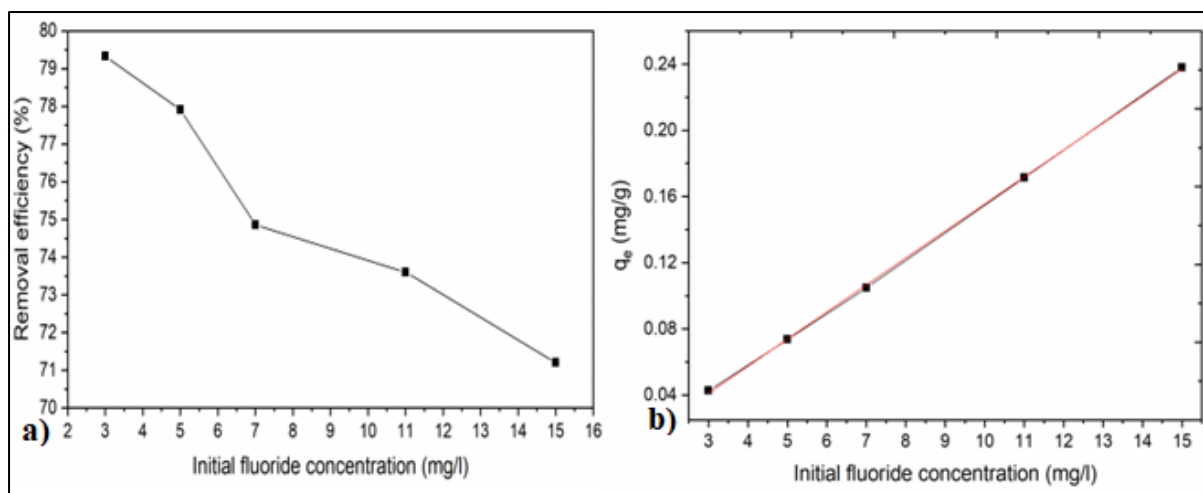 80
79
78
77
76
75
74
73
72
71
70
Removal efficiency (%)
2 3 4 5 6 7 8 9 10 11 12 13 14 15 16
Initial fluoride concentration (mg/l)
a)
0.24
0.20
0.16
0.12
0.08
0.04
qₑ (mg/g)
3 4 5 6 7 8 9 10 11 12 13 14 15
Initial fluoride concentration (mg/l)
b)